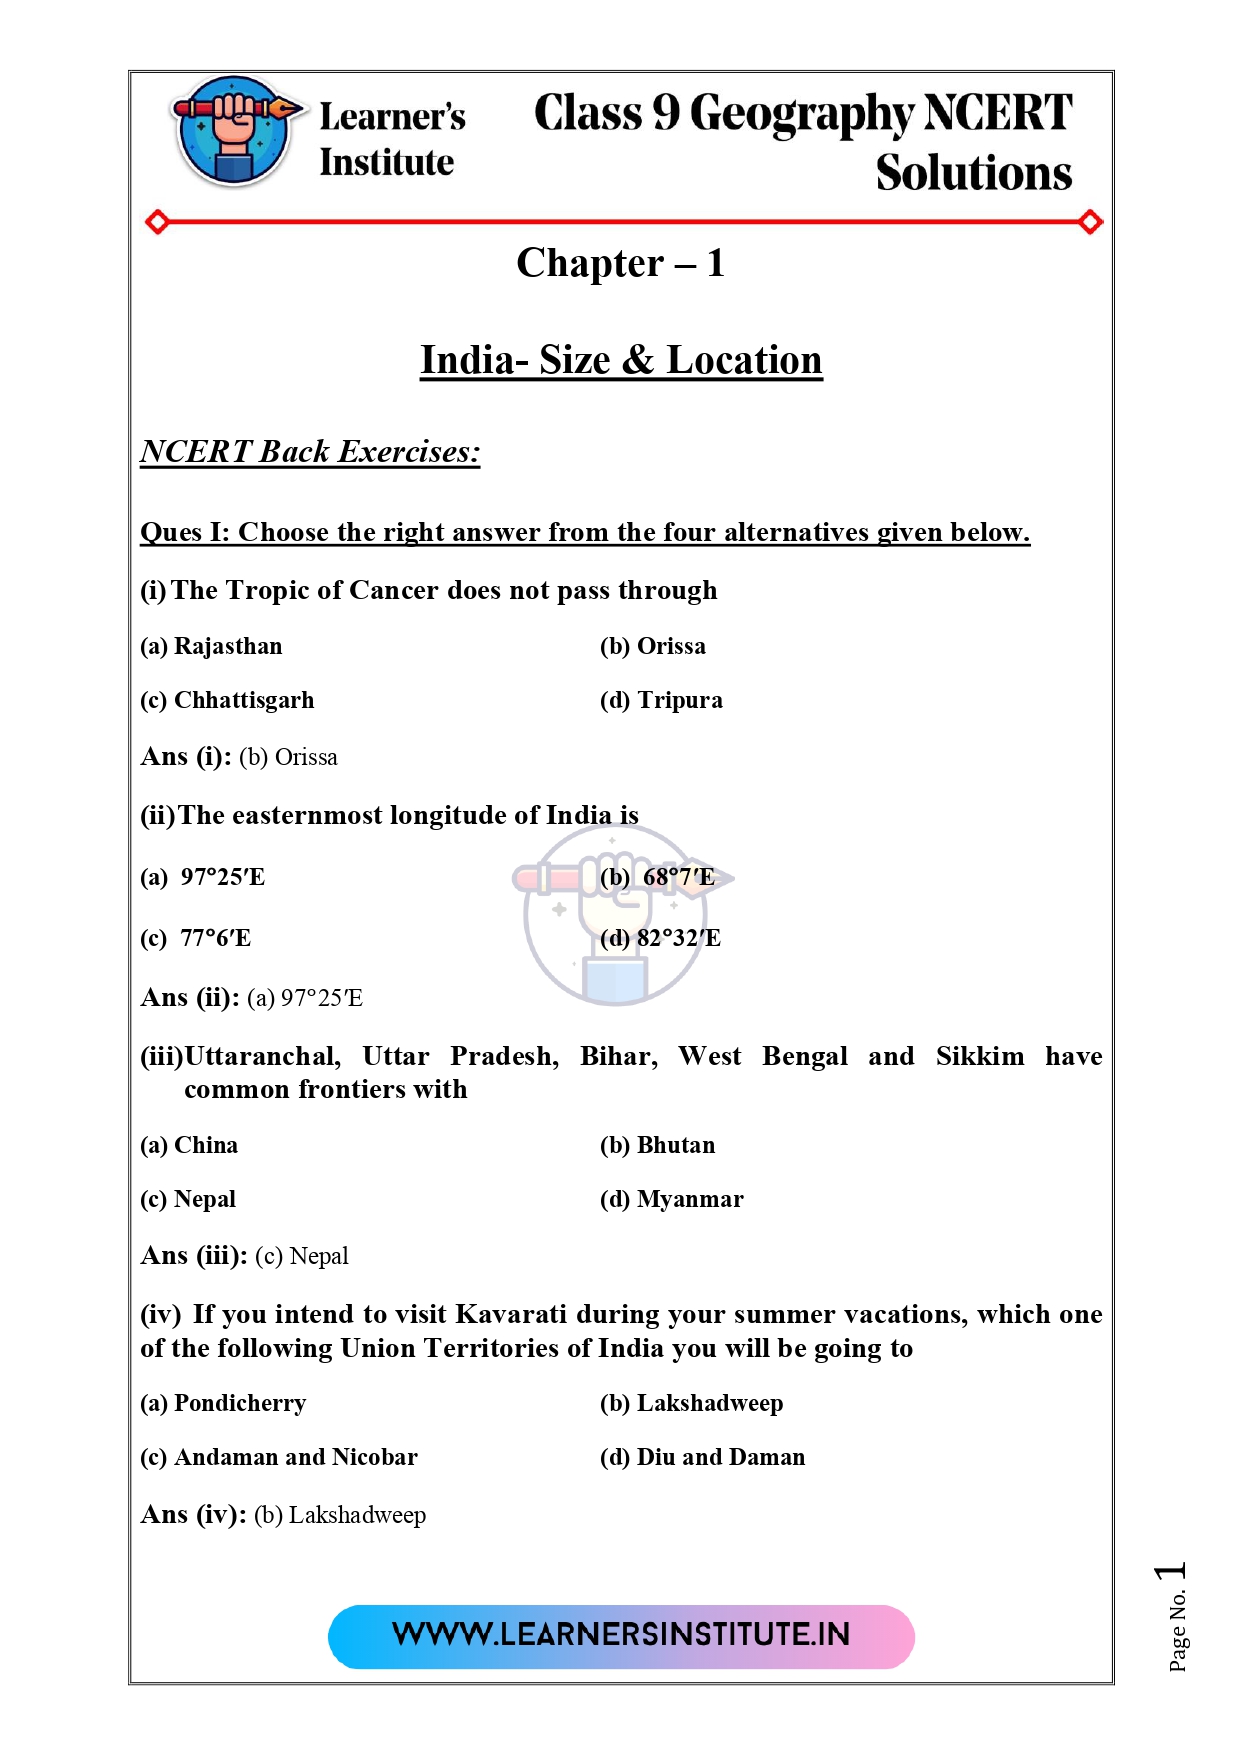 Learner's
Institute
Class 9 Geography NCERT
Solutions
Chapter – 1
India- Size & Location
NCERT Back Exercises:
Ques I: Choose the right answer from the four alternatives given below.
(i) The Tropic of Cancer does not pass through
(a) Rajasthan (b) Orissa
(c) Chhattisgarh (d) Tripura
Ans (i): (b) Orissa
(ii) The easternmost longitude of India is
(a) 97°25′E (b) 68°7′E
(c) 77°6′E (d) 82°32′E
Ans (ii): (a) 97°25′E
(iii)Uttaranchal, Uttar Pradesh, Bihar, West Bengal and Sikkim have
common frontiers with
(a) China (b) Bhutan
(c) Nepal (d) Myanmar
Ans (iii): (c) Nepal
(iv) If you intend to visit Kavarati during your summer vacations, which one
of the following Union Territories of India you will be going to
(a) Pondicherry (b) Lakshadweep
(c) Andaman and Nicobar (d) Diu and Daman
Ans (iv): (b) Lakshadweep
WWW.LEARNERSINSTITUTE.IN
Page No. 1